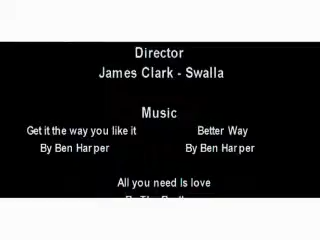 Director
James Clark - Swalla
Music
Get it the way you like it
Better Way
By Ben Harper
By Ben Harper
All you need Is love